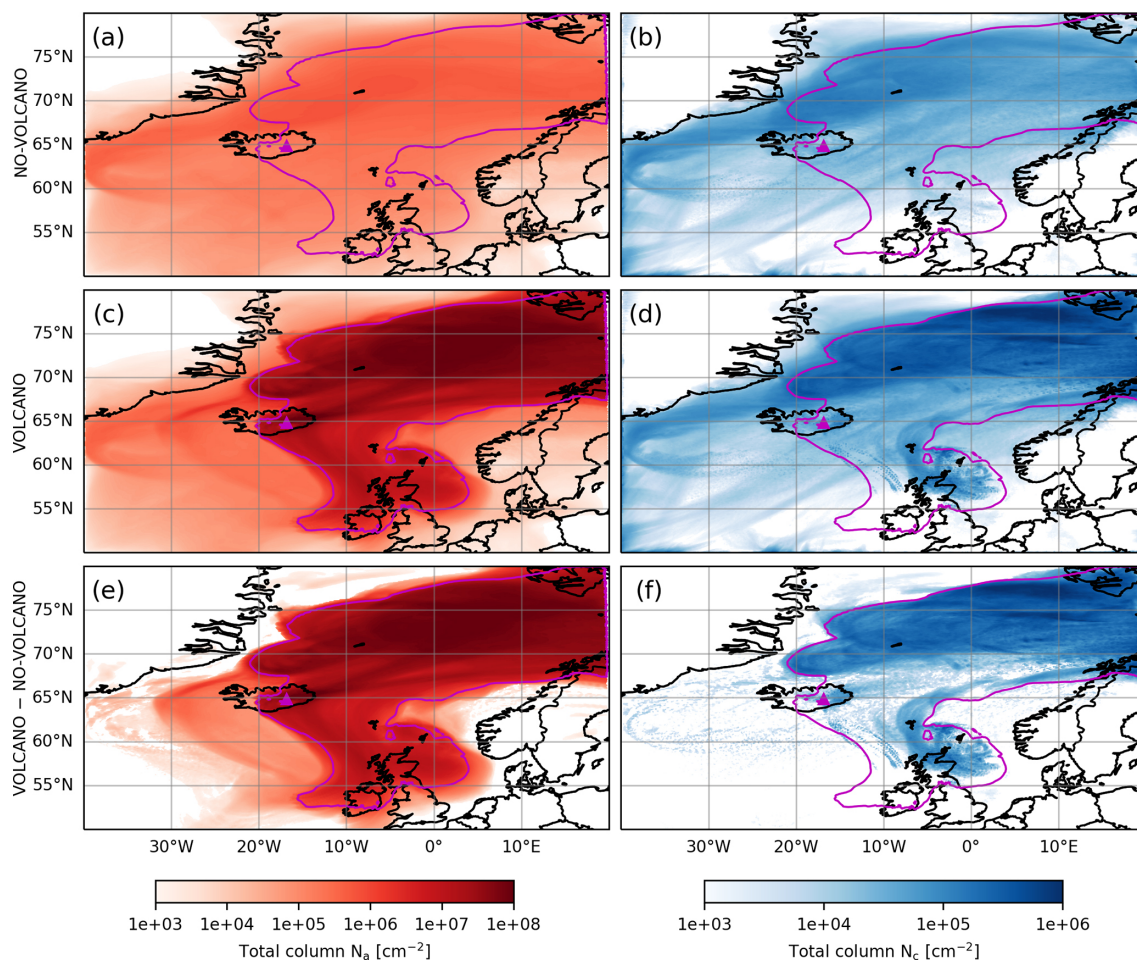 (a)
(b)
NO-VOLCANO
75°N
70°N
65°N
60°N
55°N
(c)
(d)
VOLCANO
75°N
70°N
65°N
60°N
55°N
(e)
(f)
VOLCANO − NO-VOLCANO
75°N
70°N
65°N
60°N
55°N
30°W 20°W 10°W 0° 10°E
30°W 20°W 10°W 0° 10°E
1e+03 1e+04 1e+05 1e+06 1e+07 1e+08
Total column Nₐ [cm⁻²]
1e+03 1e+04 1e+05 1e+06
Total column N_c [cm⁻²]